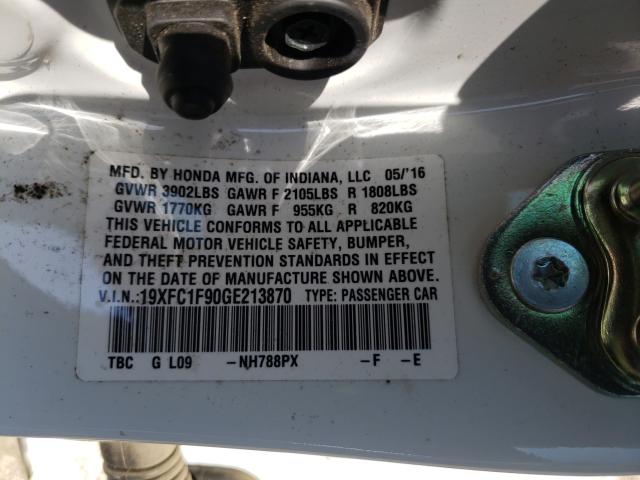 MFD. BY HONDA MFG. OF INDIANA, LLC 05/'16
GVWR 3902LBS GAWR F 2105LBS R 1808LBS
GVWR 1770KG GAWR F 955KG R 820KG
THIS VEHICLE CONFORMS TO ALL APPLICABLE
FEDERAL MOTOR VEHICLE SAFETY, BUMPER,
AND THEFT PREVENTION STANDARDS IN EFFECT
ON THE DATE OF MANUFACTURE SHOWN ABOVE.
V.I.N.:19XFC1F90GE213870 TYPE: PASSENGER CAR
TBC G L09 -NH788PX -F -E